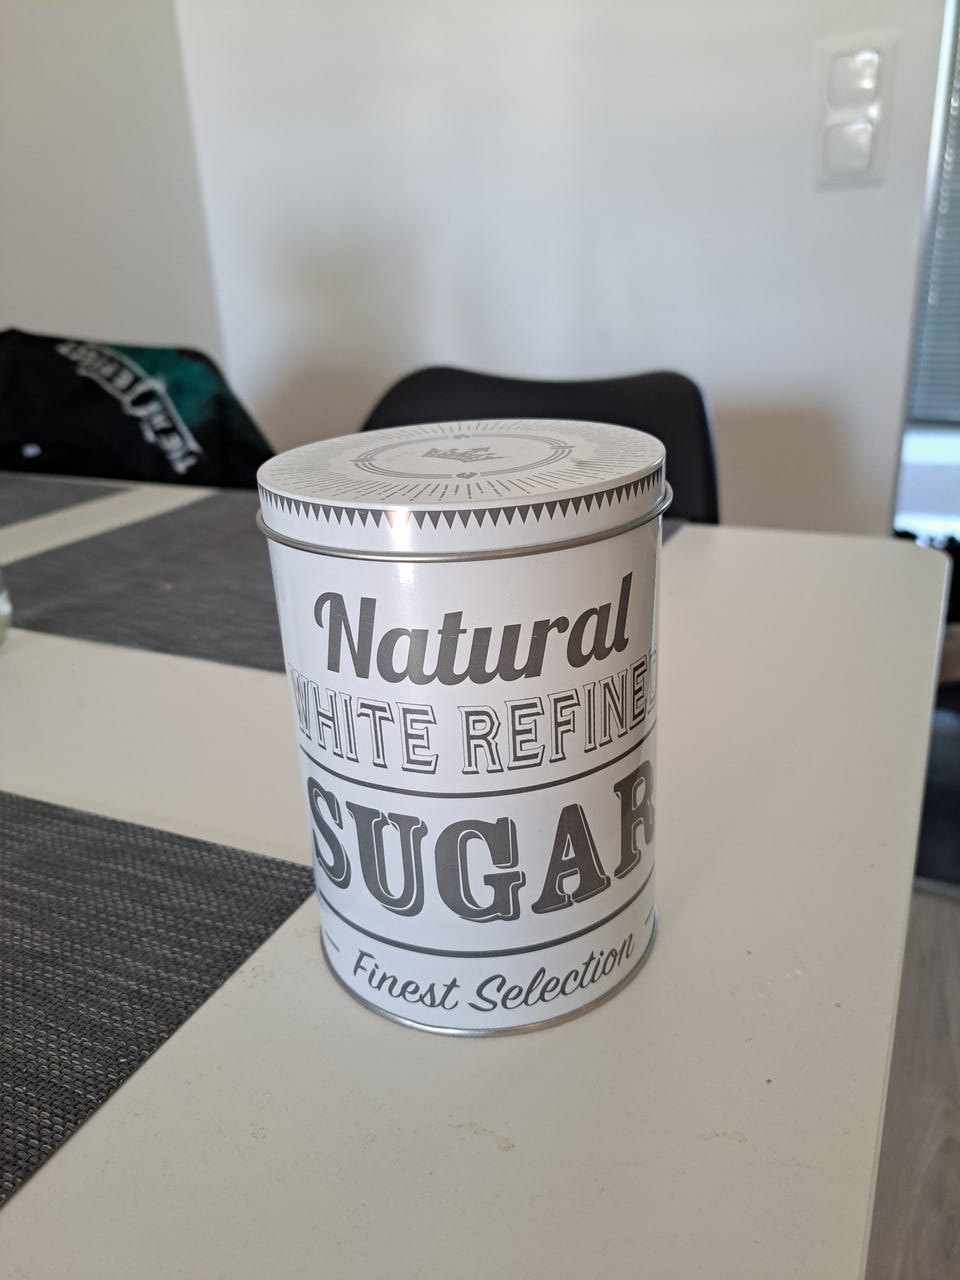 Natural
WHITE REFINED
SUGAR
Finest Selection